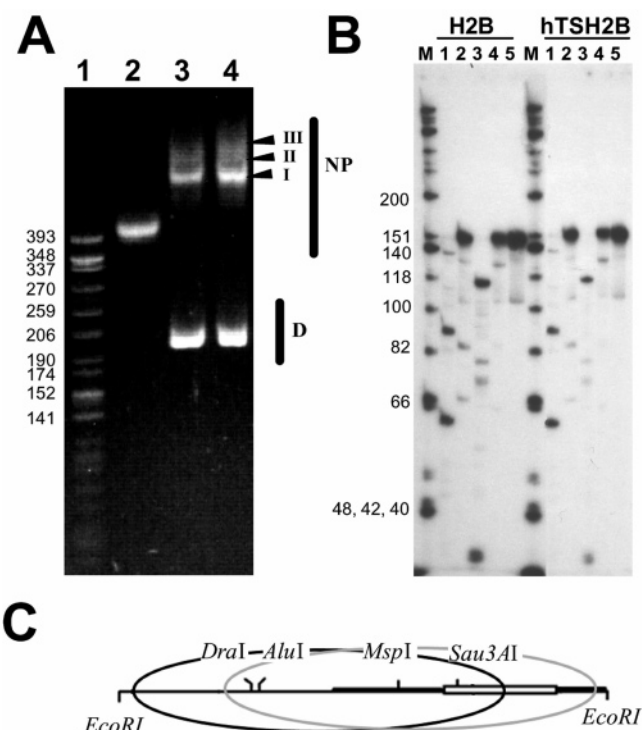 A
1 2 3 4
III
II
I
NP
D
393
348
337
270
259
206
190
174
152
141
B
H2B hTSH2B
M 1 2 3 4 5 M 1 2 3 4 5
200
151
140
118
100
82
66
48, 42, 40
C
DraI AluI MspI Sau3AI
EcoRI EcoRI